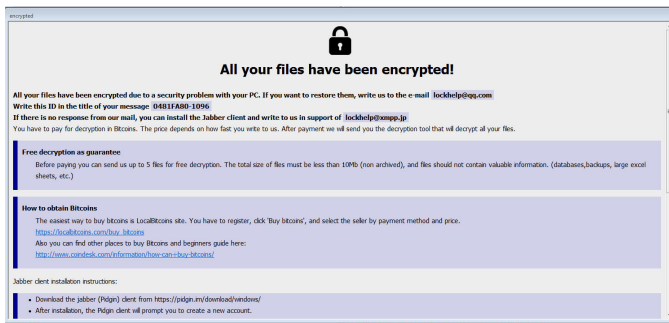 encrypted
All your files have been encrypted!
All your files have been encrypted due to a security problem with your PC. If you want to restore them, write us to the e-mail lockhelp@qq.com
Write this ID in the title of your message 0481FA80-1096
If there is no response from our mail, you can install the Jabber client and write to us in support of lockhelp@xmpp.jp
You have to pay for decryption in Bitcoins. The price depends on how fast you write to us. After payment we will send you the decryption tool that will decrypt all your files.
Free decryption as guarantee
Before paying you can send us up to 5 files for free decryption. The total size of files must be less than 10Mb (non archived), and files should not contain valuable information. (databases,backups, large excel
sheets, etc.)
How to obtain Bitcoins
The easiest way to buy bitcoins is LocalBitcoins site. You have to register, click 'Buy bitcoins', and select the seller by payment method and price.
https://localbitcoins.com/buy_bitcoins
Also you can find other places to buy Bitcoins and beginners guide here:
http://www.coindesk.com/information/how-can-i-buy-bitcoins/
Jabber client installation instructions:
• Download the jabber (Pidgin) client from https://pidgin.im/download/windows/
• After installation, the Pidgin client will prompt you to create a new account.